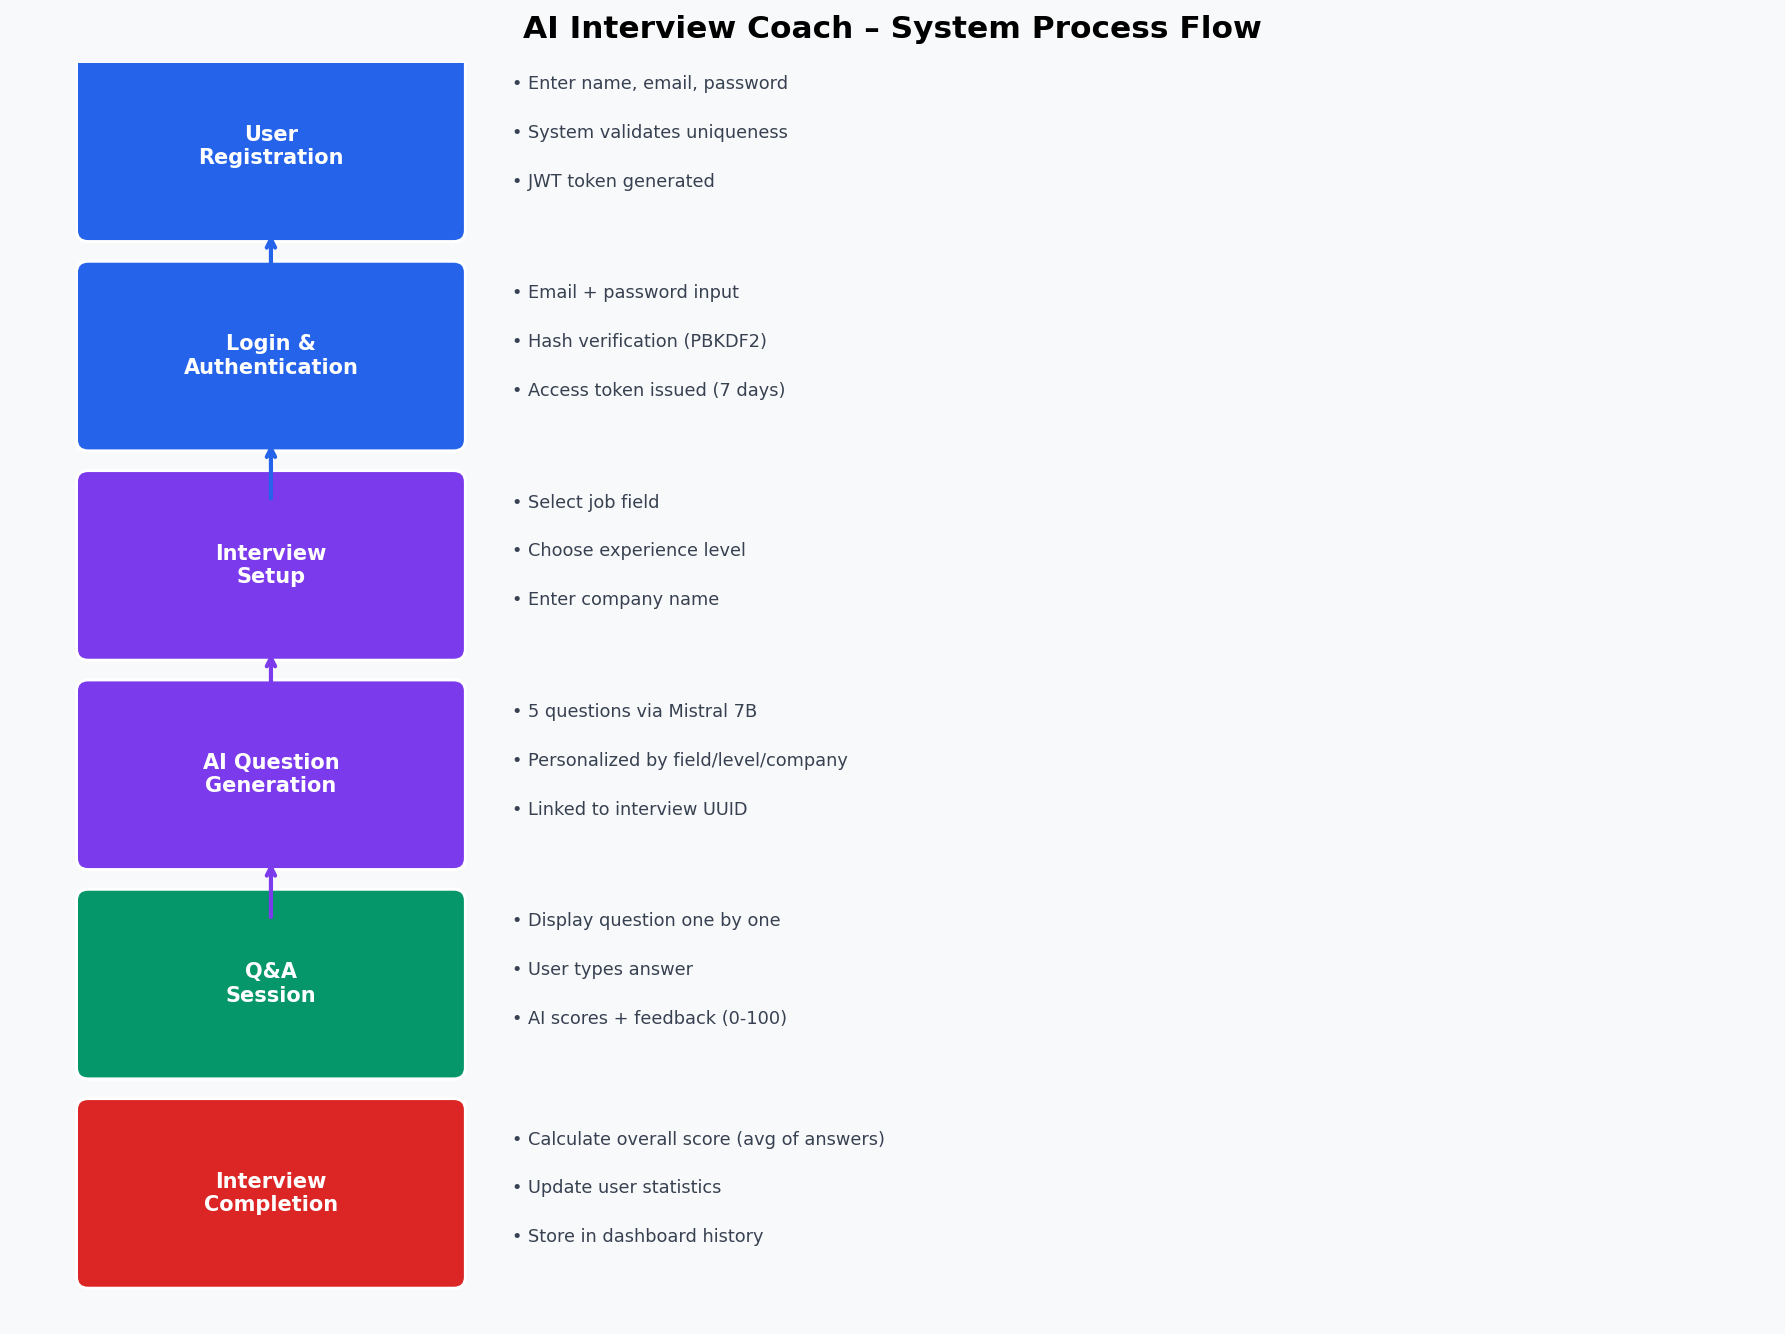 AI Interview Coach – System Process Flow
User
Registration
• Enter name, email, password
• System validates uniqueness
• JWT token generated
Login &
Authentication
• Email + password input
• Hash verification (PBKDF2)
• Access token issued (7 days)
Interview
Setup
• Select job field
• Choose experience level
• Enter company name
AI Question
Generation
• 5 questions via Mistral 7B
• Personalized by field/level/company
• Linked to interview UUID
Q&A
Session
• Display question one by one
• User types answer
• AI scores + feedback (0-100)
Interview
Completion
• Calculate overall score (avg of answers)
• Update user statistics
• Store in dashboard history